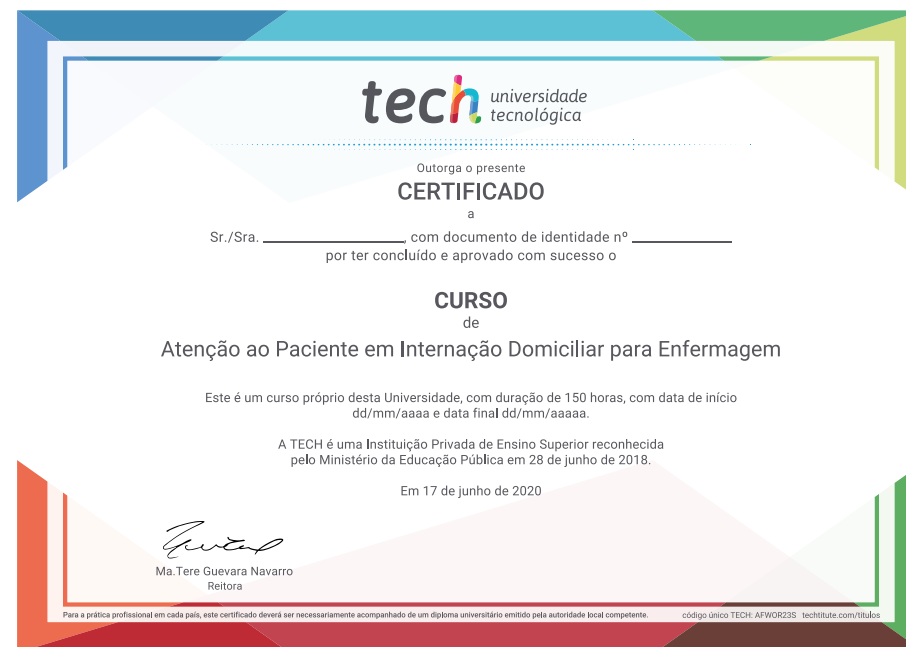 tech universidade
tecnológica
Outorga o presente
CERTIFICADO
a
Sr./Sra. ____________, com documento de identidade nº ____________
por ter concluído e aprovado com sucesso o
CURSO
de
Atenção ao Paciente em Internação Domiciliar para Enfermagem
Este é um curso próprio desta Universidade, com duração de 150 horas, com data de início
dd/mm/aaaa e data final dd/mm/aaaaa.
A TECH é uma Instituição Privada de Ensino Superior reconhecida
pelo Ministério da Educação Pública em 28 de junho de 2018.
Em 17 de junho de 2020
Ma.Tere Guevara Navarro
Reitora
Para a prática profissional em cada país, este certificado deverá ser necessariamente acompanhado de um diploma universitário emitido pela autoridade local competente. código único TECH: AFWOR23S techtitute.com/titulos